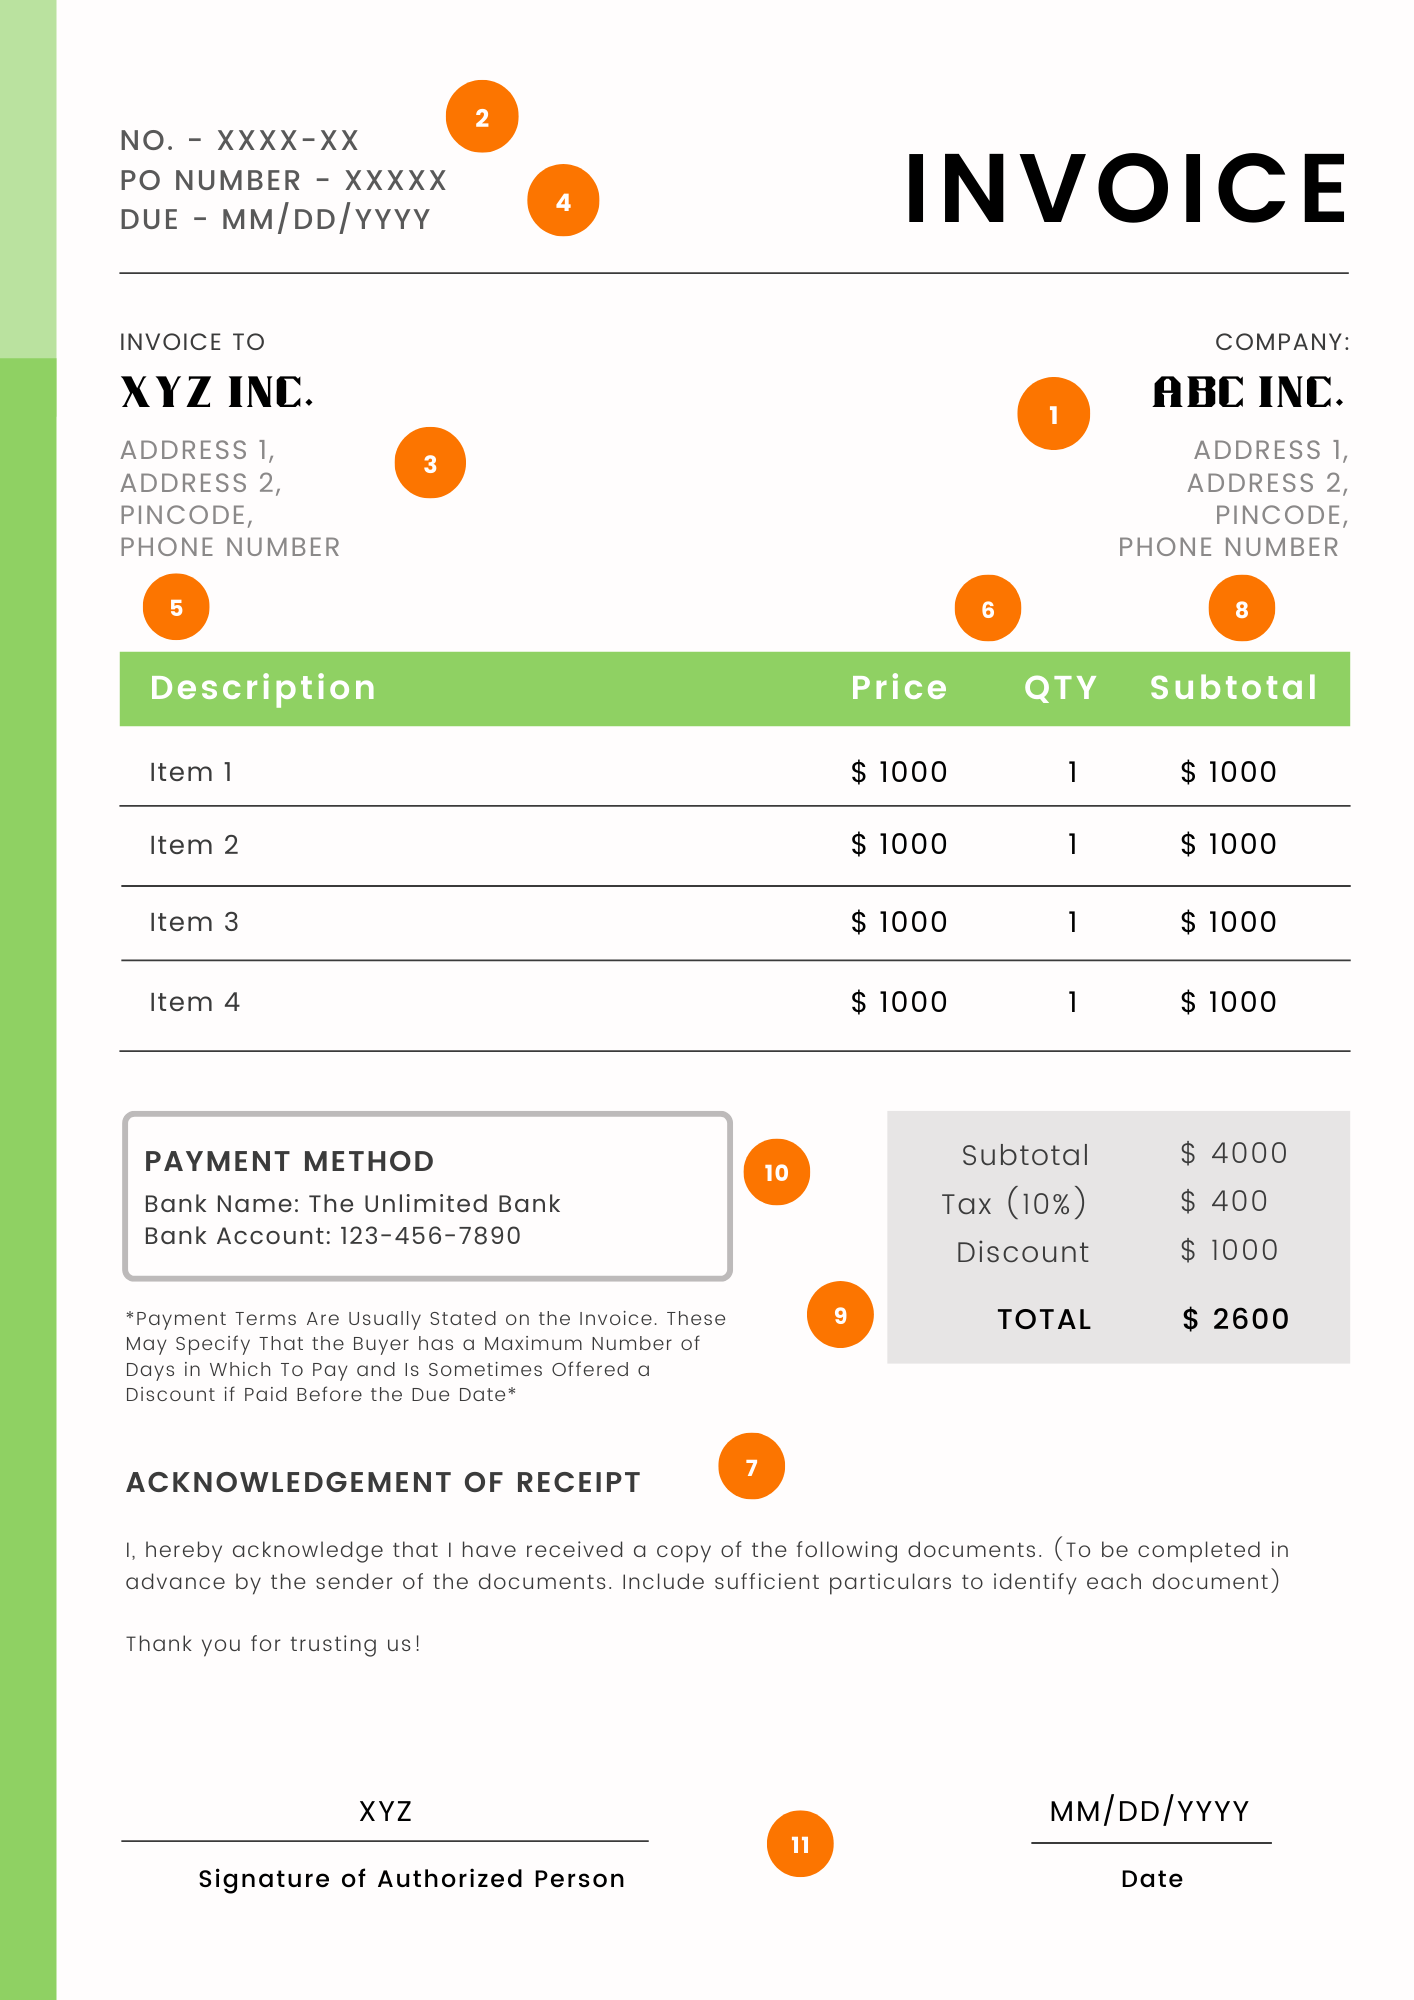 2
NO. - XXXX-XX
PO NUMBER - XXXXX
4
DUE - MM/DD/YYYY
INVOICE
INVOICE TO
XYZ INC.
ADDRESS 1,
3
ADDRESS 2,
PINCODE,
PHONE NUMBER
COMPANY:
1
ABC INC.
ADDRESS 1,
ADDRESS 2,
PINCODE,
PHONE NUMBER
5 6 8
Description Price QTY Subtotal
Item 1 $ 1000 1 $ 1000
Item 2 $ 1000 1 $ 1000
Item 3 $ 1000 1 $ 1000
Item 4 $ 1000 1 $ 1000
PAYMENT METHOD
10
Bank Name: The Unlimited Bank
Bank Account: 123-456-7890
Subtotal $ 4000
Tax (10%) $ 400
Discount $ 1000
9
TOTAL $ 2600
*Payment Terms Are Usually Stated on the Invoice. These
May Specify That the Buyer has a Maximum Number of
Days in Which To Pay and Is Sometimes Offered a
Discount if Paid Before the Due Date*
7
ACKNOWLEDGEMENT OF RECEIPT
I, hereby acknowledge that I have received a copy of the following documents. (To be completed in
advance by the sender of the documents. Include sufficient particulars to identify each document)
Thank you for trusting us!
XYZ MM/DD/YYYY
11
Signature of Authorized Person Date